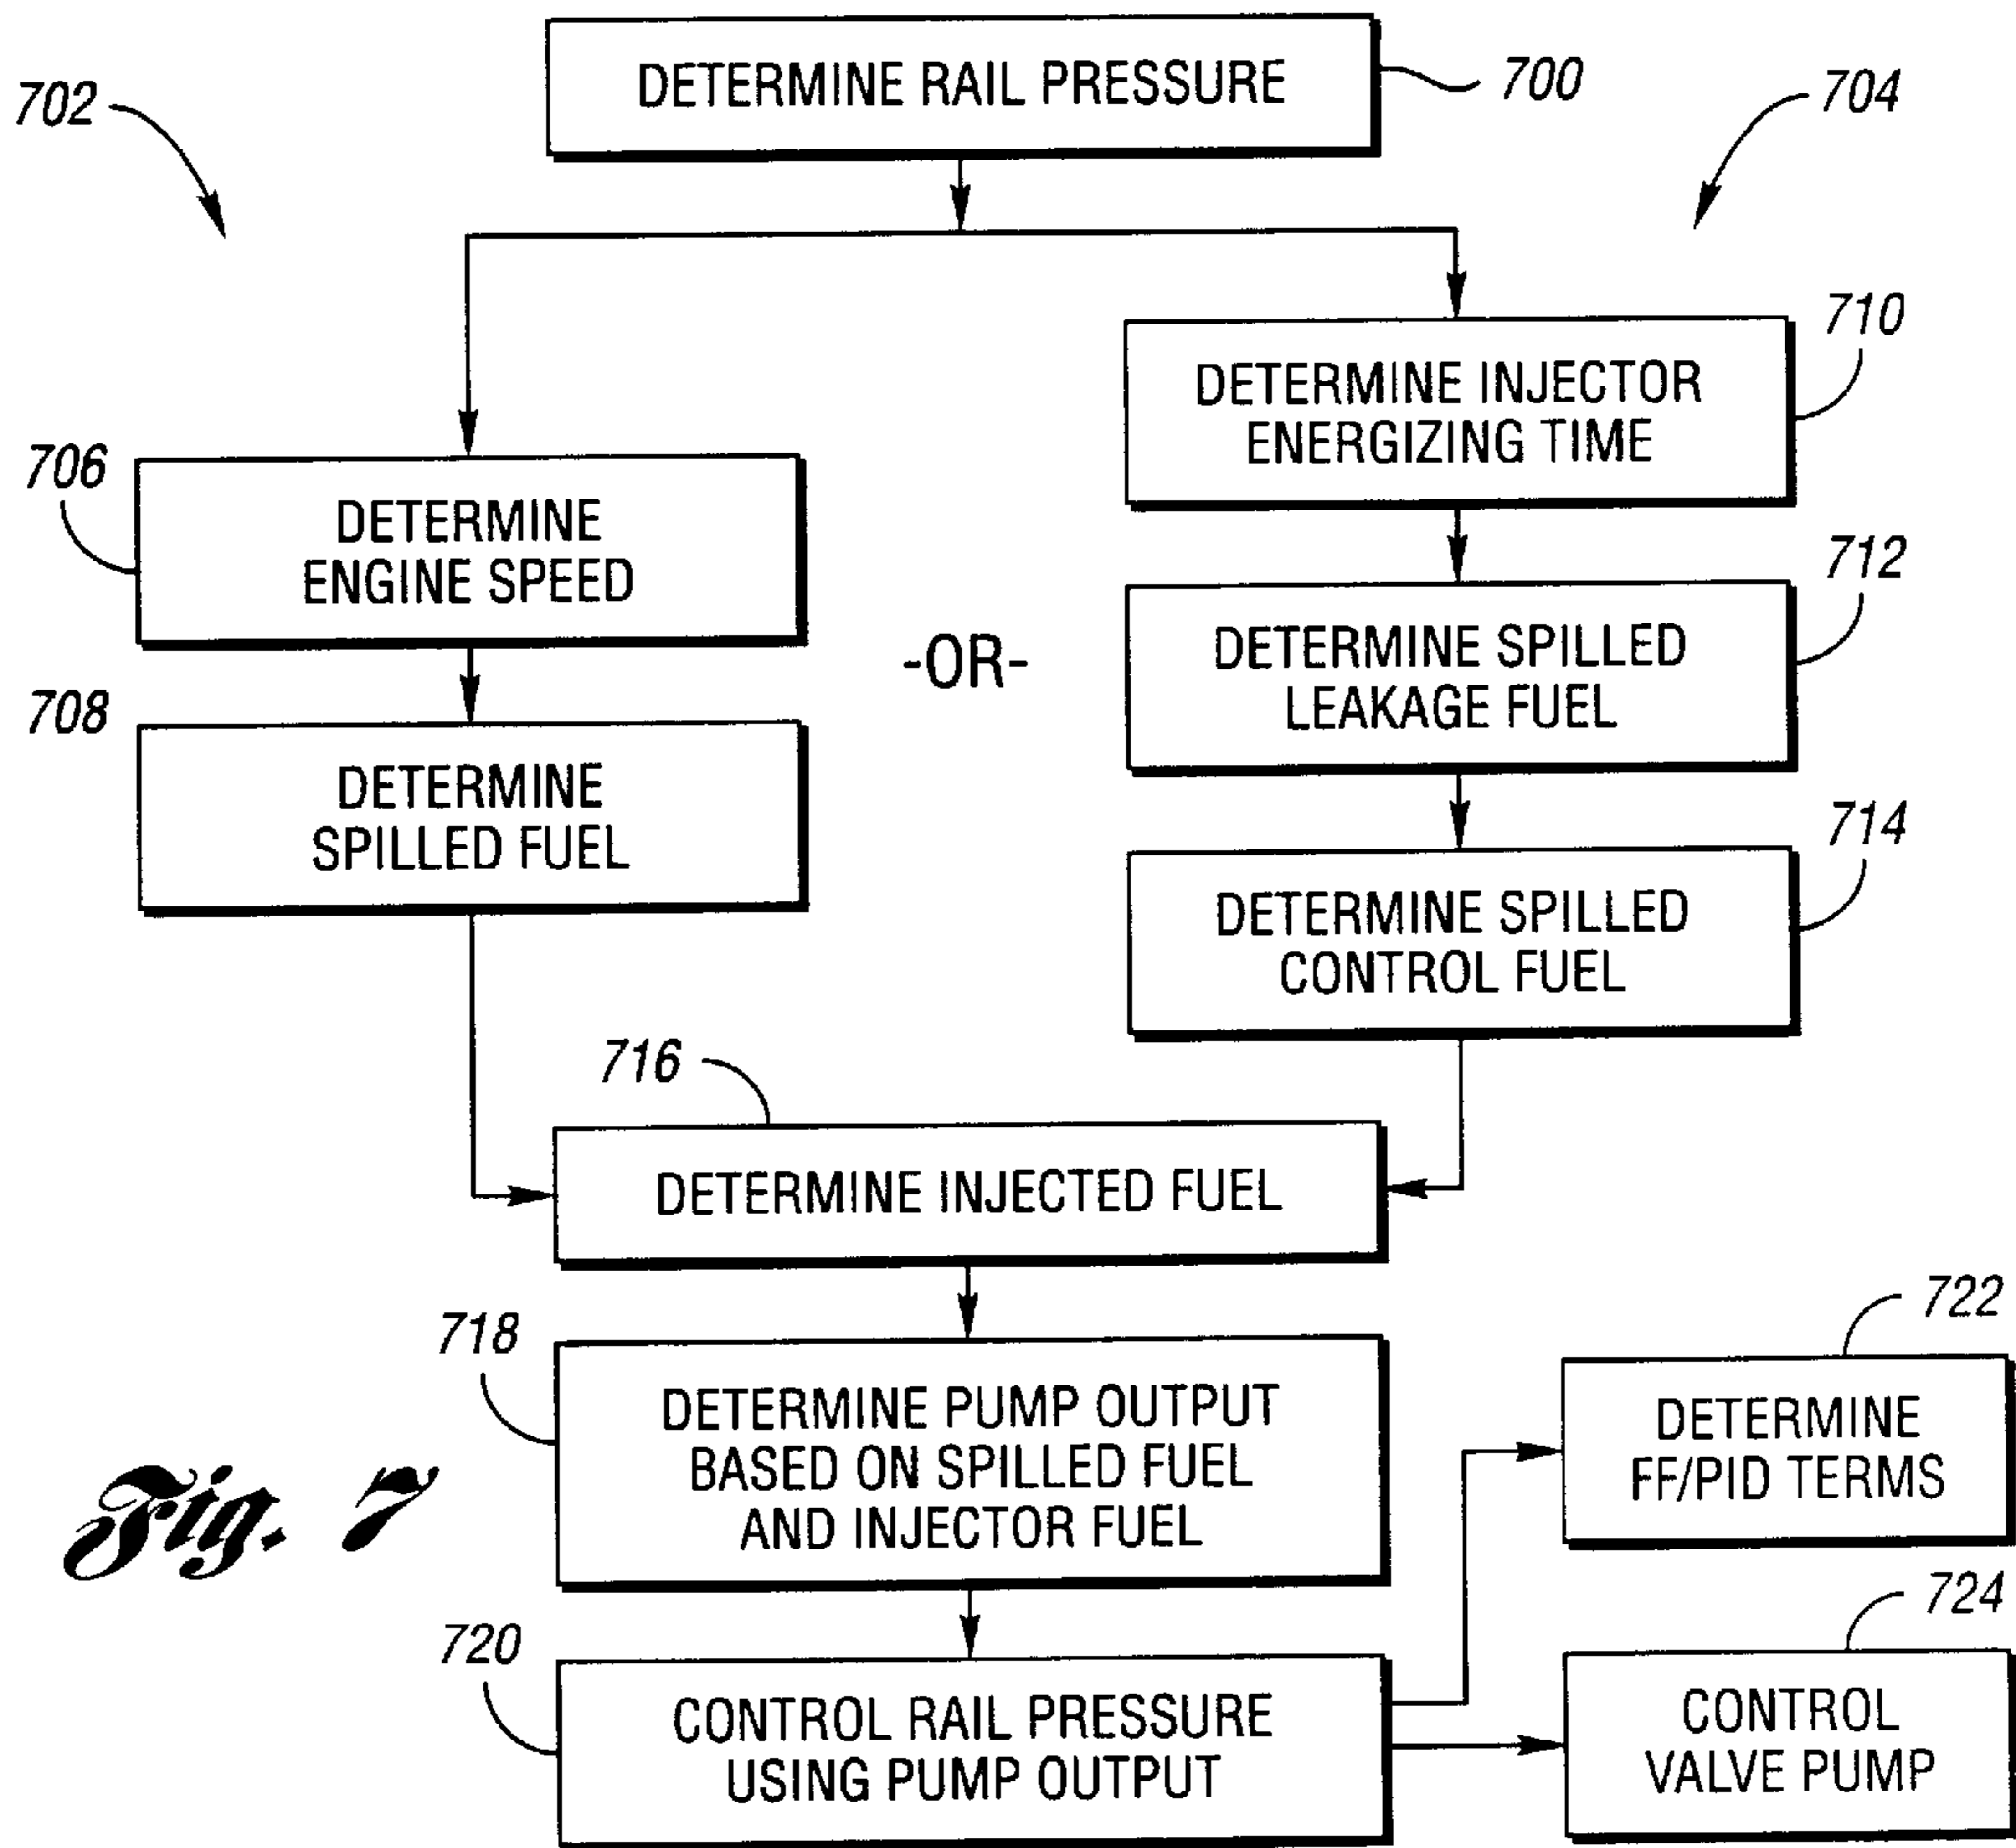 DETERMINE RAIL PRESSURE
700
702
704
710
DETERMINE INJECTOR
ENERGIZING TIME
706
DETERMINE
ENGINE SPEED
712
-OR-
DETERMINE SPILLED
LEAKAGE FUEL
708
DETERMINE
SPILLED FUEL
714
DETERMINE SPILLED
CONTROL FUEL
716
DETERMINE INJECTED FUEL
718
DETERMINE PUMP OUTPUT
BASED ON SPILLED FUEL
AND INJECTOR FUEL
722
DETERMINE
FF/PID TERMS
Fig. 7
720
CONTROL RAIL PRESSURE
USING PUMP OUTPUT
724
CONTROL
VALVE PUMP